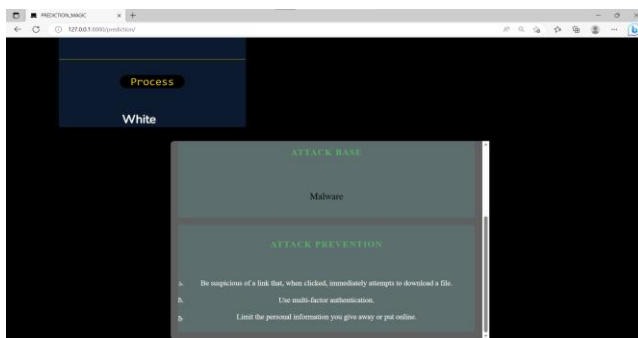 PREDICTION_MAGIC
127.0.0.1:8000/prediction/
Process
White
ATTACK BASE
Malware
ATTACK PREVENTION
Be suspicious of a link that, when clicked, immediately attempts to download a file.
Use multi-factor authentication.
Limit the personal information you give away or put online.